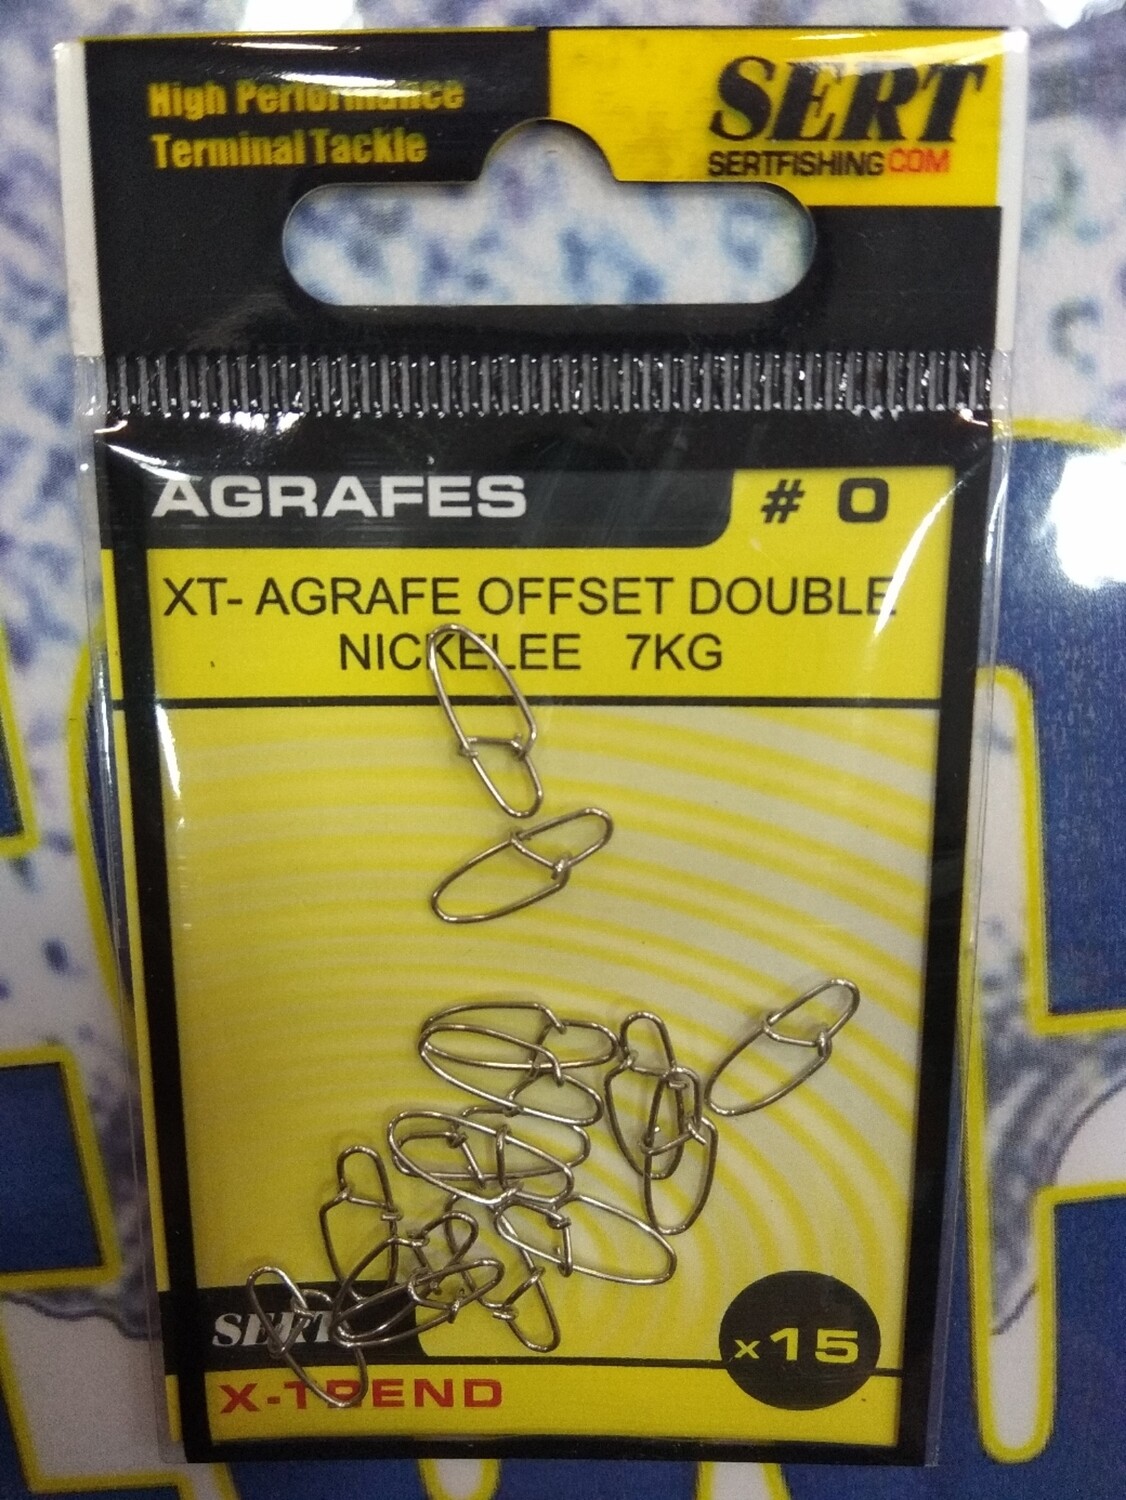 High Performance
Terminal Tackle
SERT
SERTFISHING.COM
AGRAFES
# 0
XT- AGRAFE OFFSET DOUBLE
NICKELEE 7KG
SERT
x15
X-TREND